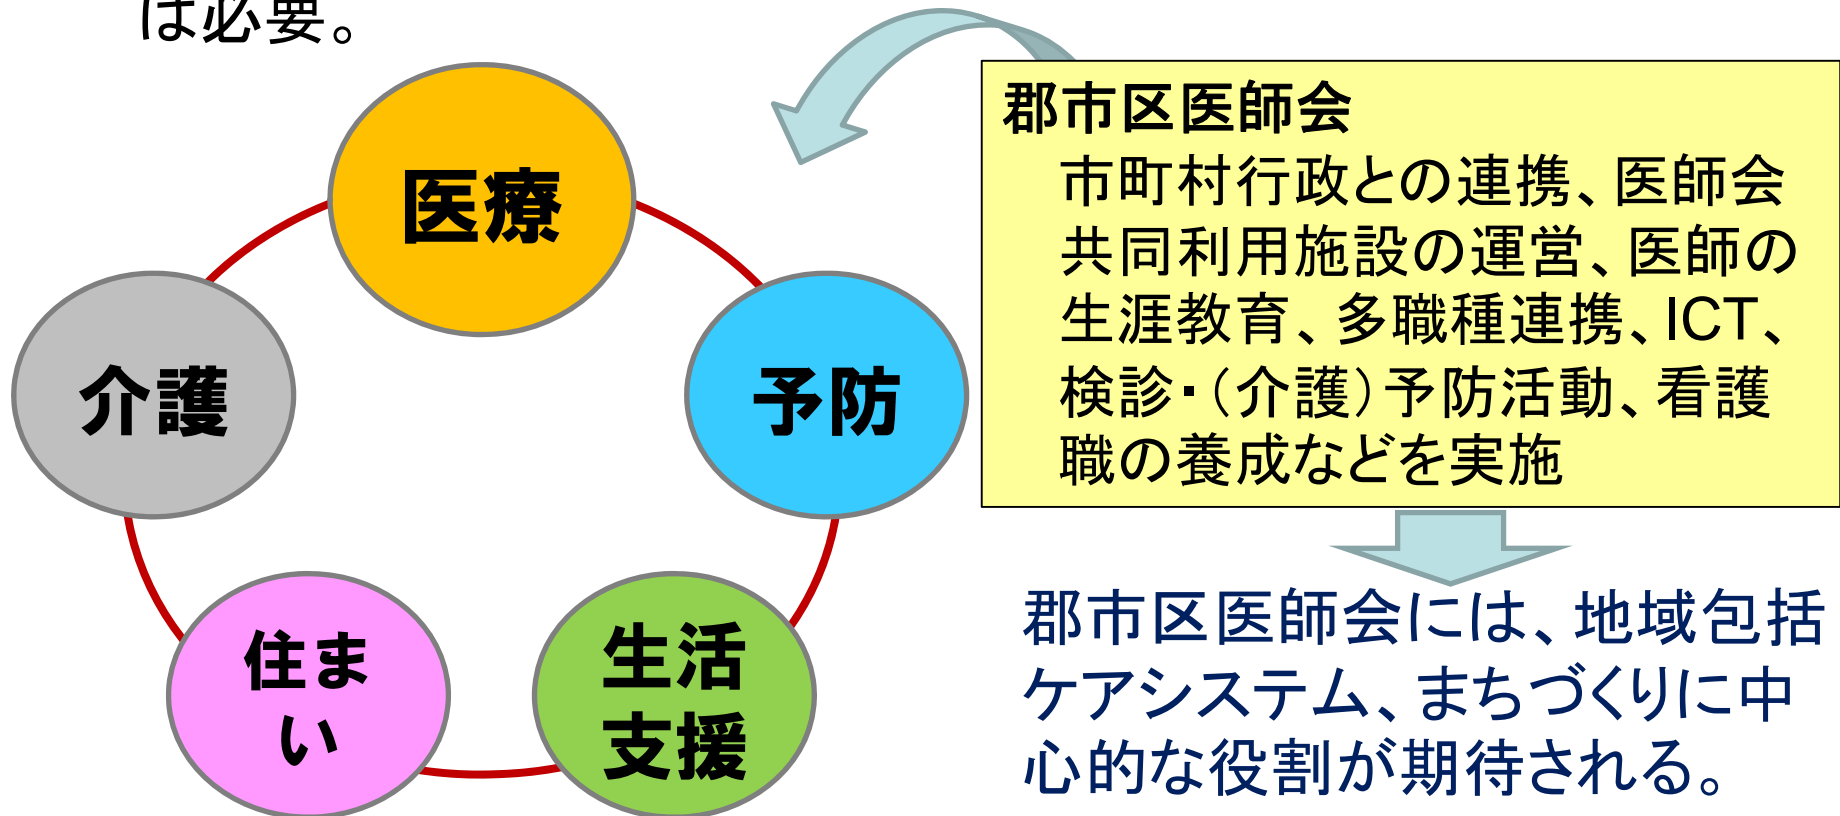 は必要。
医療
介護
予防
住ま
い
生活
支援
郡市区医師会
市町村行政との連携、医師会
共同利用施設の運営、医師の
生涯教育、多職種連携、ICT、
検診・（介護）予防活動、看護
職の養成などを実施
郡市区医師会には、地域包括
ケアシステム、まちづくりに中
心的な役割が期待される。